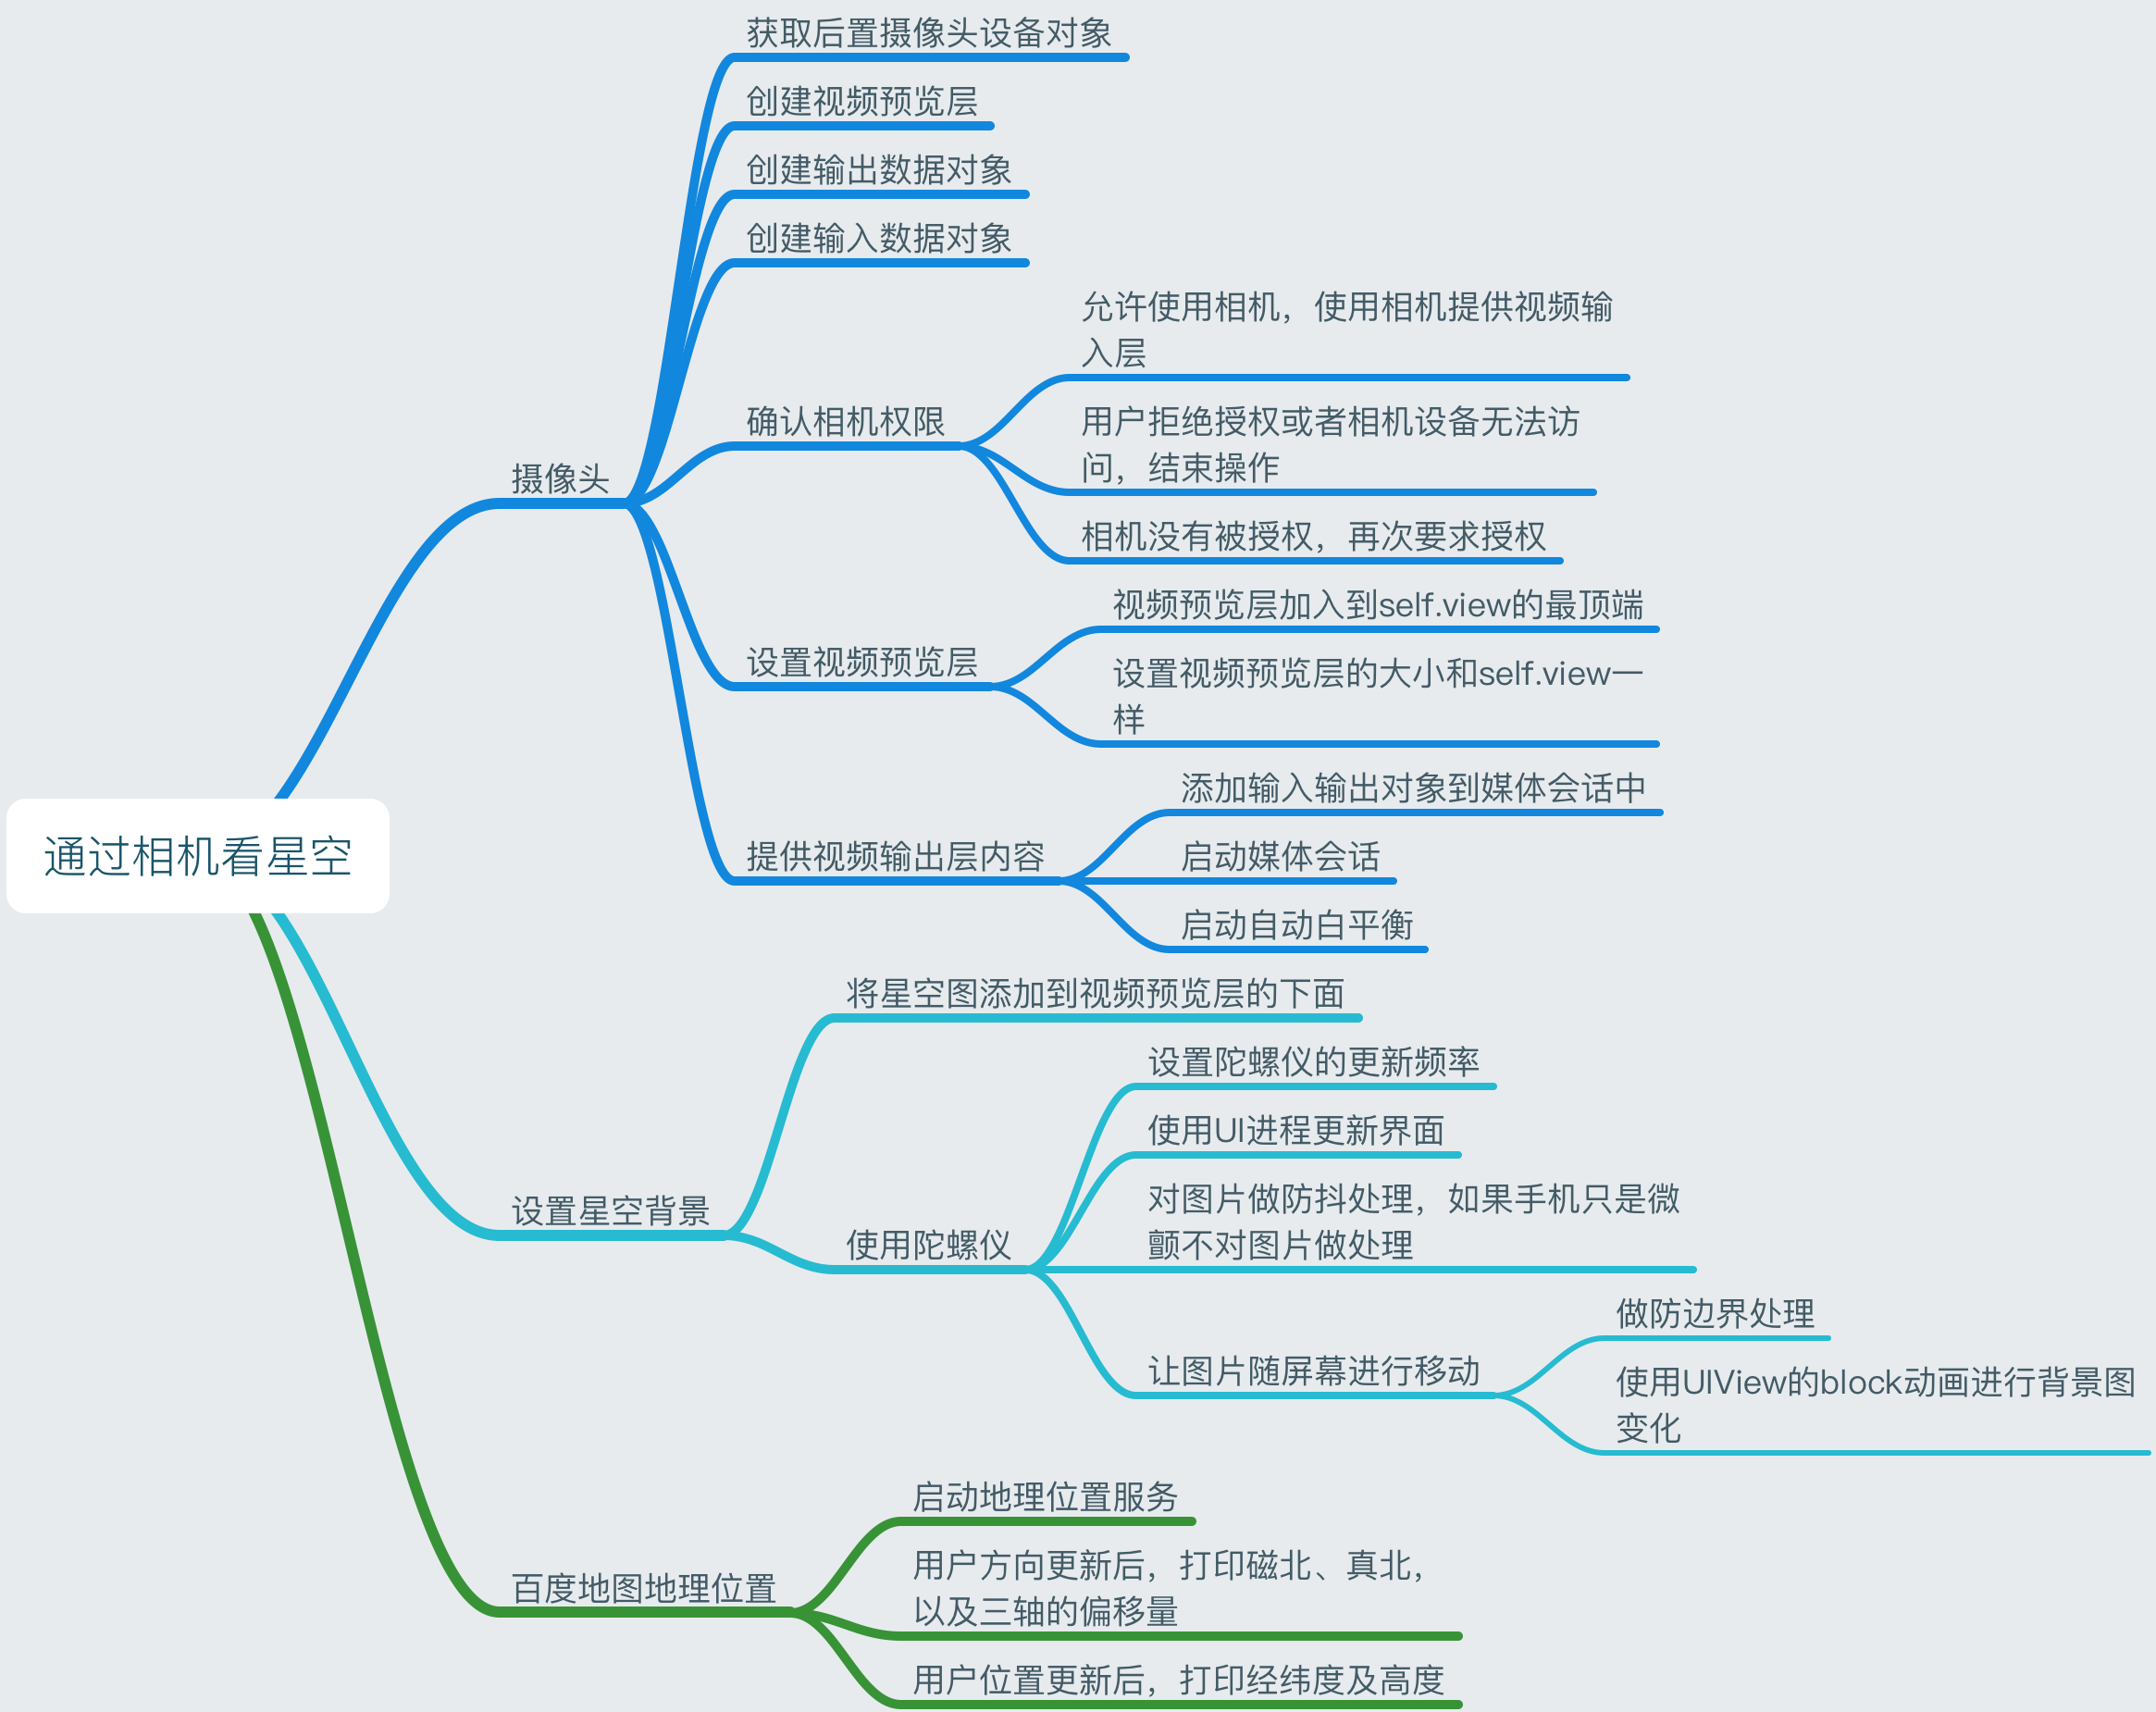 获取后置摄像头设备对象
创建视频预览层
创建输出数据对象
创建输入数据对象
允许使用相机，使用相机提供视频输
入层
确认相机权限
用户拒绝授权或者相机设备无法访
问，结束操作
摄像头
相机没有被授权，再次要求授权
视频预览层加入到self.view的最顶端
设置视频预览层
设置视频预览层的大小和self.view一
样
添加输入输出对象到媒体会话中
通过相机看星空
提供视频输出层内容
启动媒体会话
启动自动白平衡
将星空图添加到视频预览层的下面
设置陀螺仪的更新频率
使用UI进程更新界面
设置星空背景
使用陀螺仪
对图片做防抖处理，如果手机只是微
颤不对图片做处理
做防边界处理
让图片随屏幕进行移动
使用UIView的block动画进行背景图
变化
启动地理位置服务
百度地图地理位置
用户方向更新后，打印磁北、真北，
以及三轴的偏移量
用户位置更新后，打印经纬度及高度